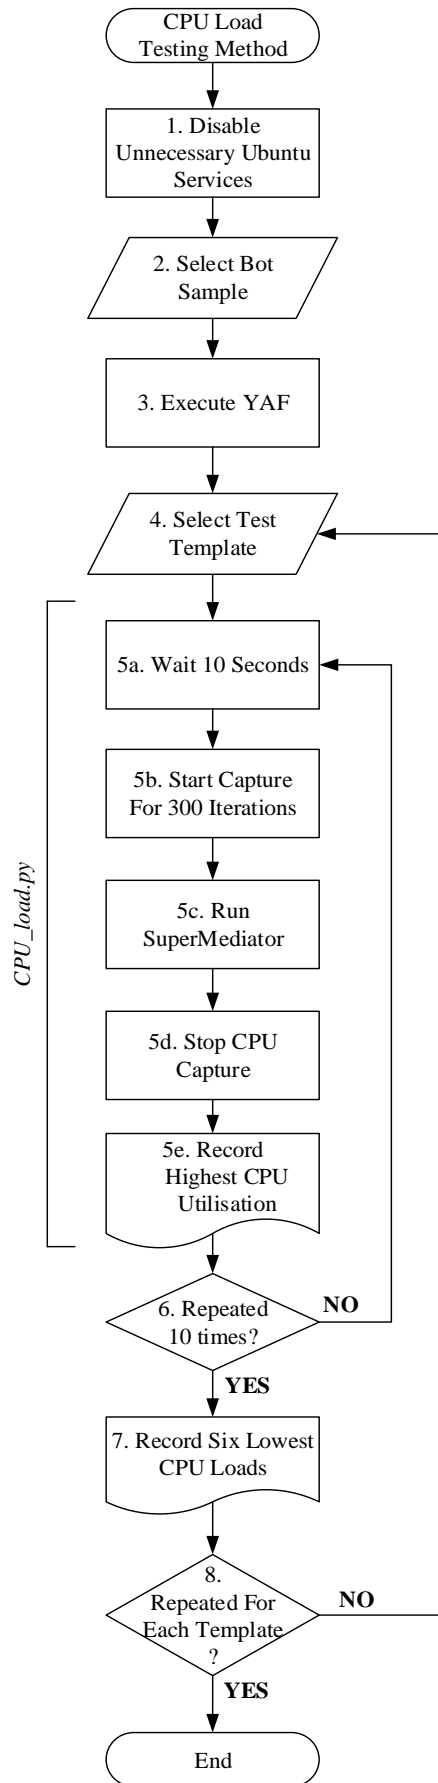 CPU Load
Testing Method
1. Disable
Unnecessary Ubuntu
Services
2. Select Bot
Sample
3. Execute YAF
4. Select Test
Template
CPU_load.py
5a. Wait 10 Seconds
5b. Start Capture
For 300 Iterations
5c. Run
SuperMediator
5d. Stop CPU
Capture
5e. Record
Highest CPU
Utilisation
6. Repeated
10 times?
NO
YES
7. Record Six Lowest
CPU Loads
8.
Repeated For
Each Template
?
NO
YES
End